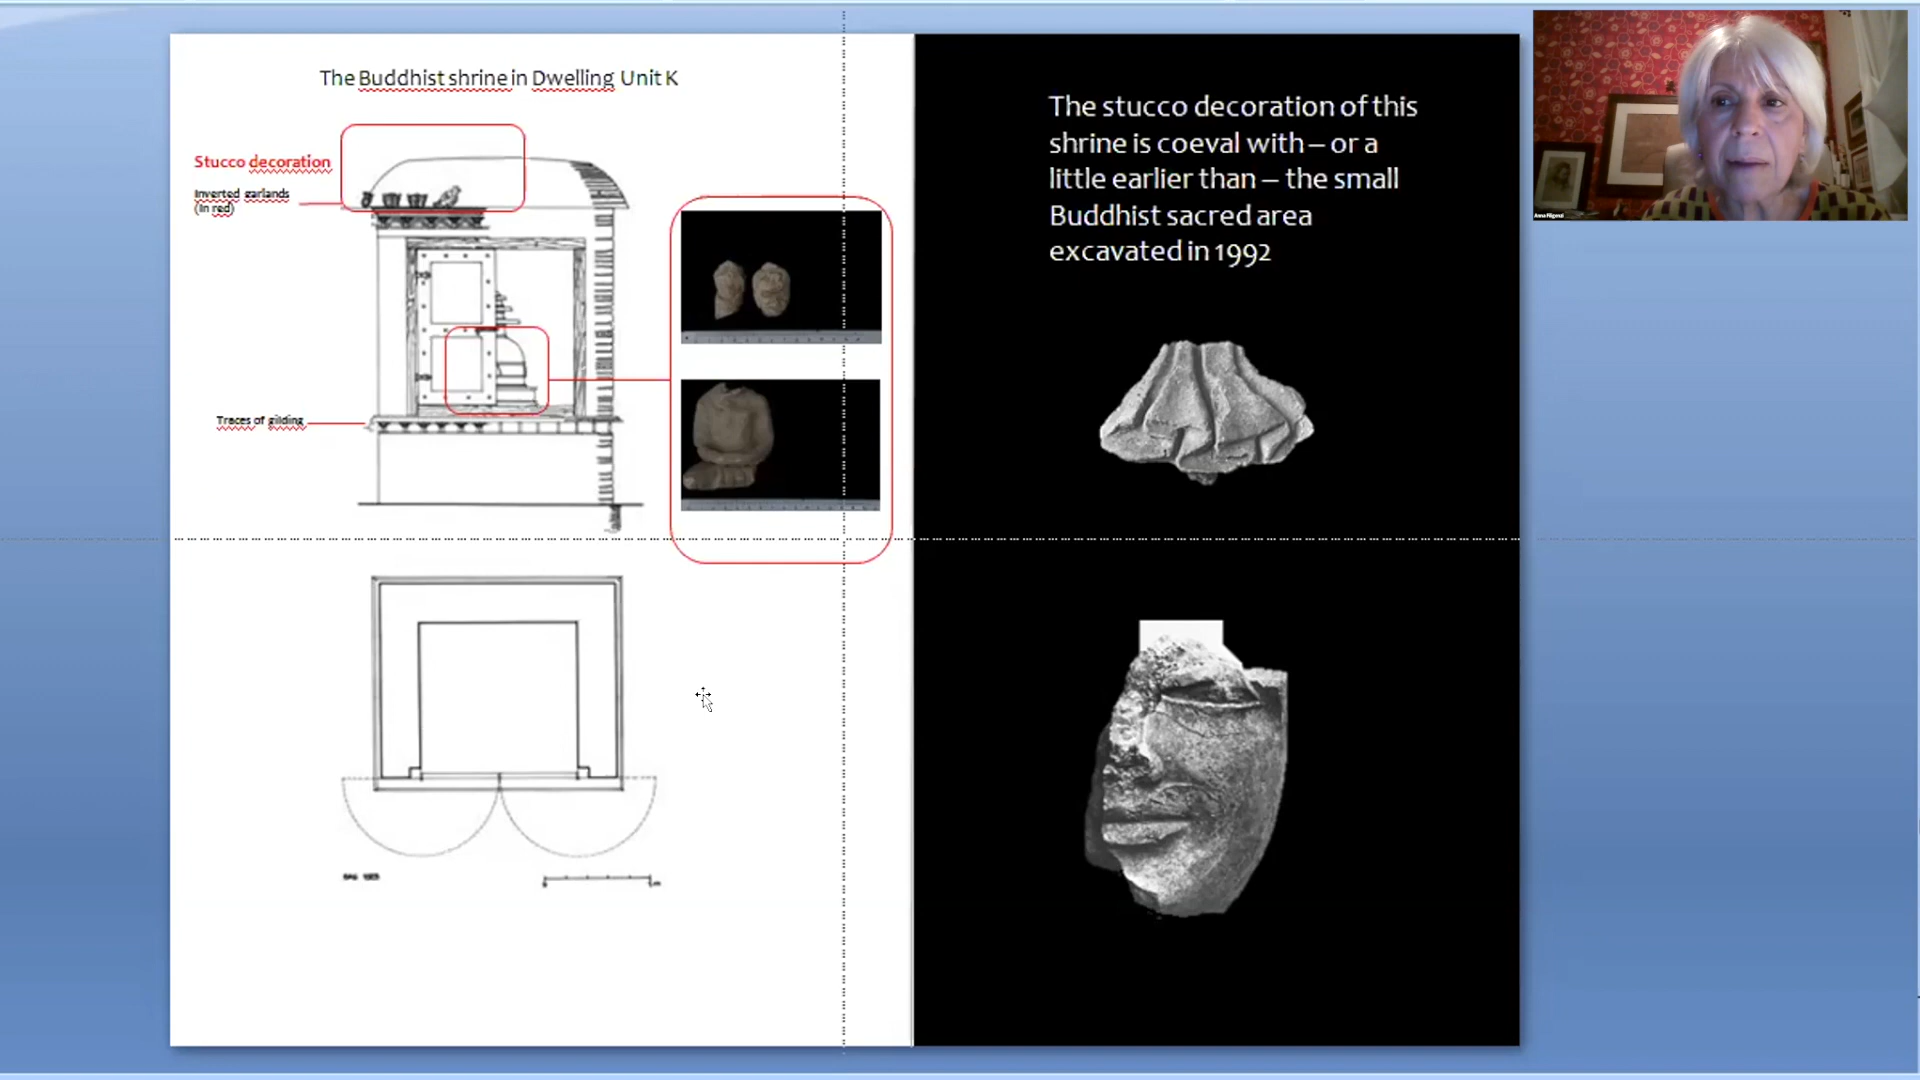 The Buddhist shrine in Dwelling Unit K
Stucco decoration
Inverted garlands
(in red)
Traces of gilding
The stucco decoration of this
shrine is coeval with – or a
little earlier than – the small
Buddhist sacred area
excavated in 1992